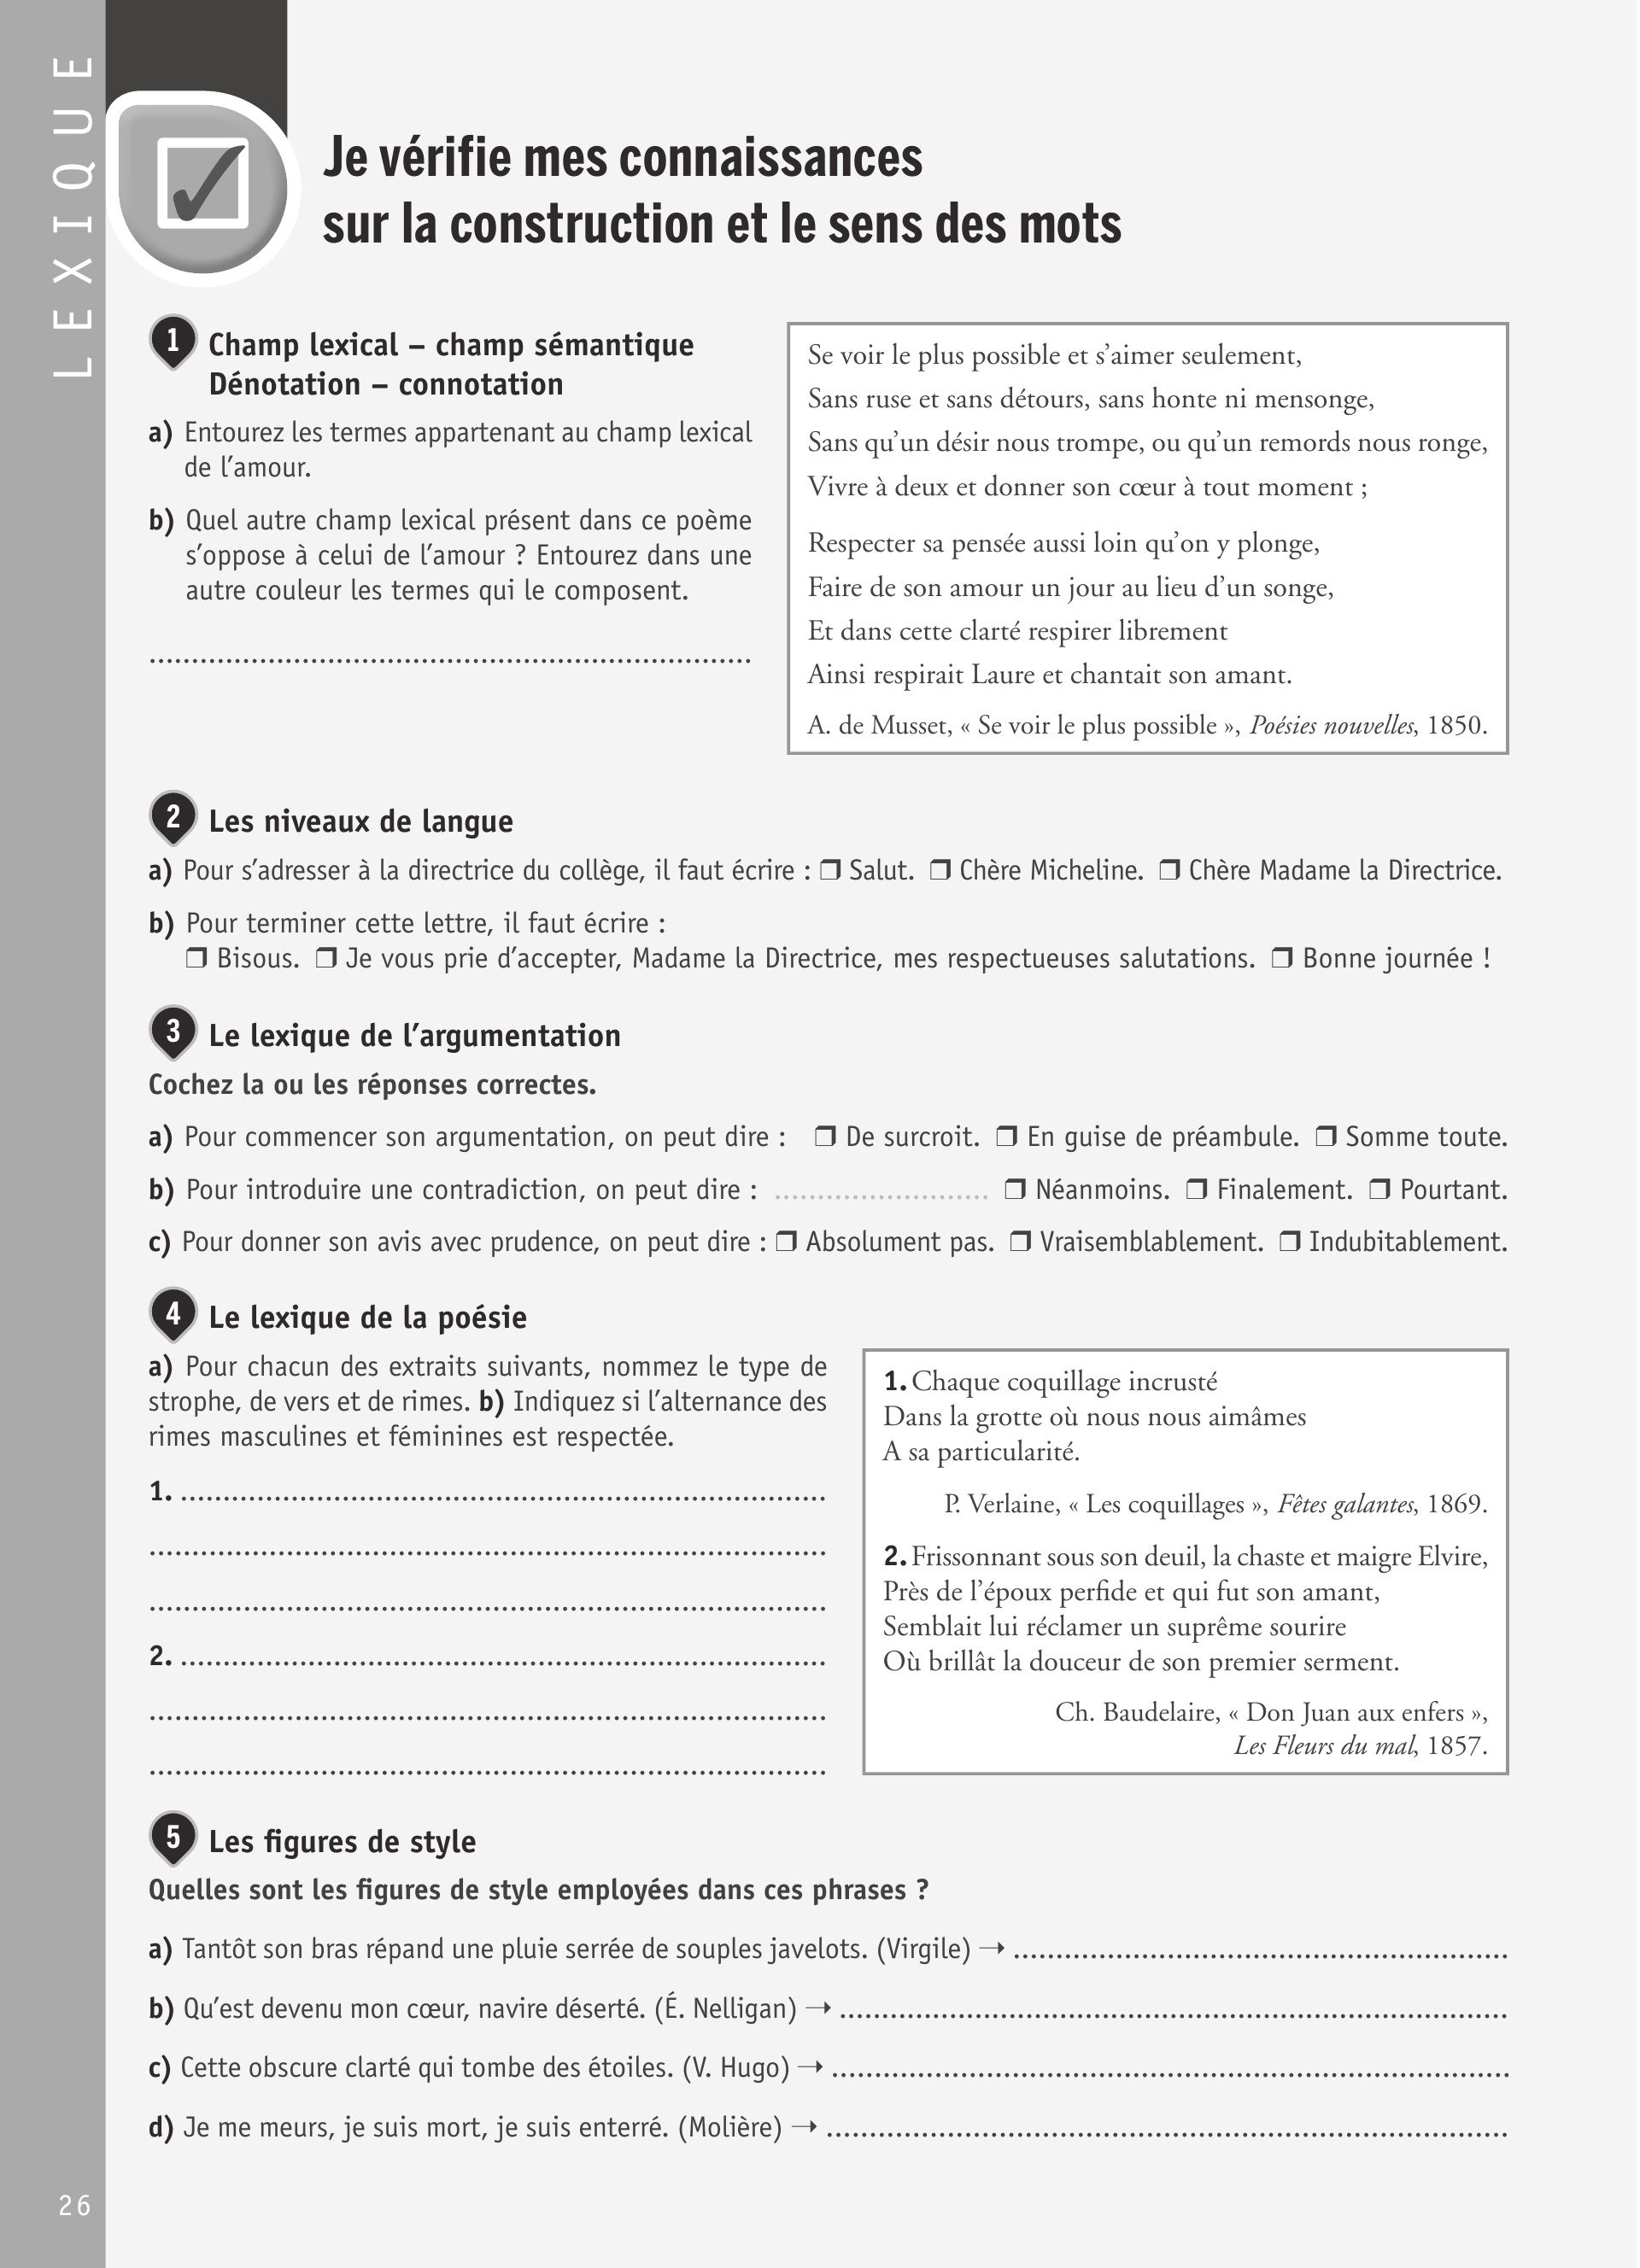 LEXIQUE
Je vérifie mes connaissances
sur la construction et le sens des mots
1 Champ lexical – champ sémantique
Dénotation – connotation
a) Entourez les termes appartenant au champ lexical
de l’amour.
b) Quel autre champ lexical présent dans ce poème
s’oppose à celui de l’amour ? Entourez dans une
autre couleur les termes qui le composent.
Se voir le plus possible et s’aimer seulement,
Sans ruse et sans détours, sans honte ni mensonge,
Sans qu’un désir nous trompe, ou qu’un remords nous ronge,
Vivre à deux et donner son cœur à tout moment ;
Respecter sa pensée aussi loin qu’on y plonge,
Faire de son amour un jour au lieu d’un songe,
Et dans cette clarté respirer librement
Ainsi respirait Laure et chantait son amant.
A. de Musset, « Se voir le plus possible », Poésies nouvelles, 1850.
2 Les niveaux de langue
a) Pour s’adresser à la directrice du collège, il faut écrire : ❒ Salut. ❒ Chère Micheline. ❒ Chère Madame la Directrice.
b) Pour terminer cette lettre, il faut écrire :
❒ Bisous. ❒ Je vous prie d’accepter, Madame la Directrice, mes respectueuses salutations. ❒ Bonne journée !
3 Le lexique de l’argumentation
Cochez la ou les réponses correctes.
a) Pour commencer son argumentation, on peut dire : ❒ De surcroit. ❒ En guise de préambule. ❒ Somme toute.
b) Pour introduire une contradiction, on peut dire : ......................... ❒ Néanmoins. ❒ Finalement. ❒ Pourtant.
c) Pour donner son avis avec prudence, on peut dire : ❒ Absolument pas. ❒ Vraisemblablement. ❒ Indubitablement.
4 Le lexique de la poésie
a) Pour chacun des extraits suivants, nommez le type de
strophe, de vers et de rimes. b) Indiquez si l’alternance des
rimes masculines et féminines est respectée.
1.
2.
1. Chaque coquillage incrusté
Dans la grotte où nous nous aimâmes
A sa particularité.
P. Verlaine, « Les coquillages », Fêtes galantes, 1869.
2. Frissonnant sous son deuil, la chaste et maigre Elvire,
Près de l’époux perfide et qui fut son amant,
Semblait lui réclamer un suprême sourire
Où brillât la douceur de son premier serment.
Ch. Baudelaire, « Don Juan aux enfers »,
Les Fleurs du mal, 1857.
5 Les figures de style
Quelles sont les figures de style employées dans ces phrases ?
a) Tantôt son bras répand une pluie serrée de souples javelots. (Virgile) →
b) Qu’est devenu mon cœur, navire déserté. (É. Nelligan) →
c) Cette obscure clarté qui tombe des étoiles. (V. Hugo) →
d) Je me meurs, je suis mort, je suis enterré. (Molière) →
26